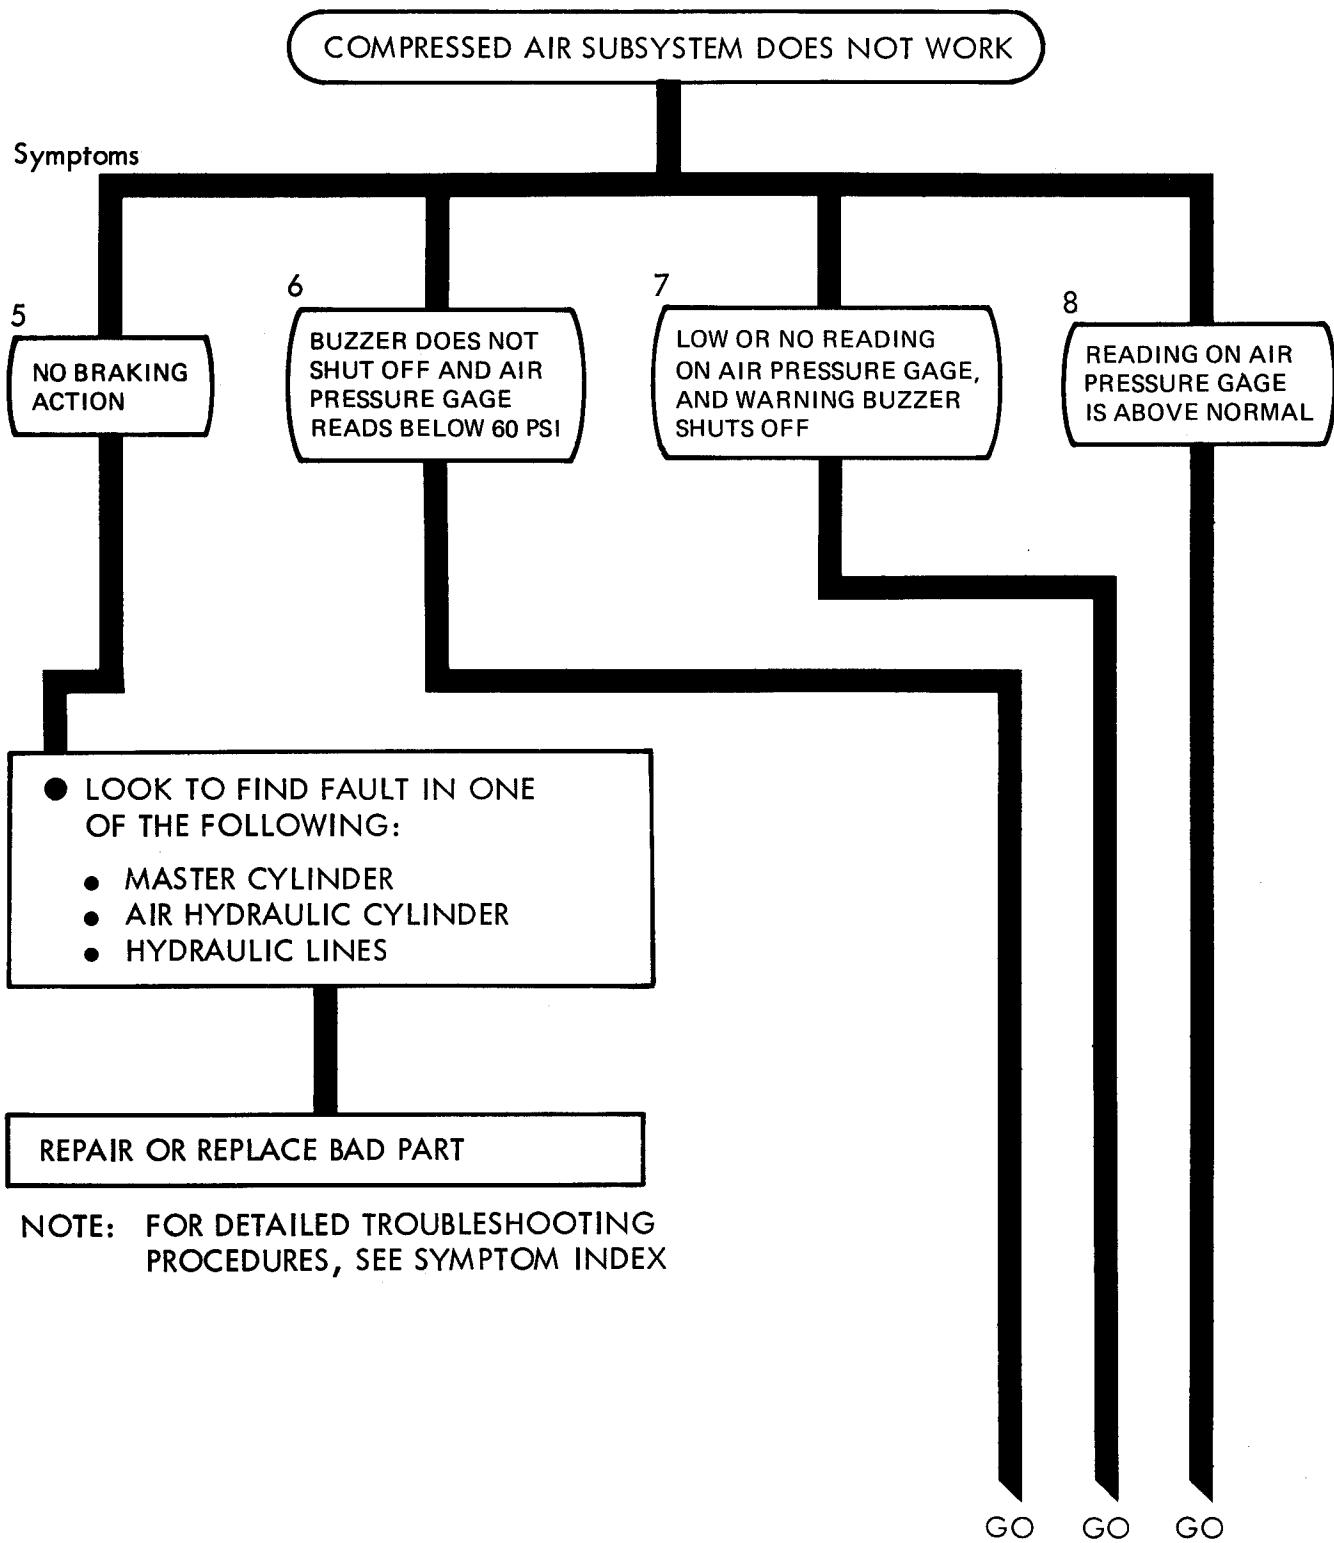 COMPRESSED AIR SUBSYSTEM DOES NOT WORK
Symptoms
5
NO BRAKING
ACTION
6
BUZZER DOES NOT
SHUT OFF AND AIR
PRESSURE GAGE
READS BELOW 60 PSI
7
LOW OR NO READING
ON AIR PRESSURE GAGE,
AND WARNING BUZZER
SHUTS OFF
8
READING ON AIR
PRESSURE GAGE
IS ABOVE NORMAL
● LOOK TO FIND FAULT IN ONE
OF THE FOLLOWING:
● MASTER CYLINDER
● AIR HYDRAULIC CYLINDER
● HYDRAULIC LINES
REPAIR OR REPLACE BAD PART
NOTE: FOR DETAILED TROUBLESHOOTING
PROCEDURES, SEE SYMPTOM INDEX
GO GO GO